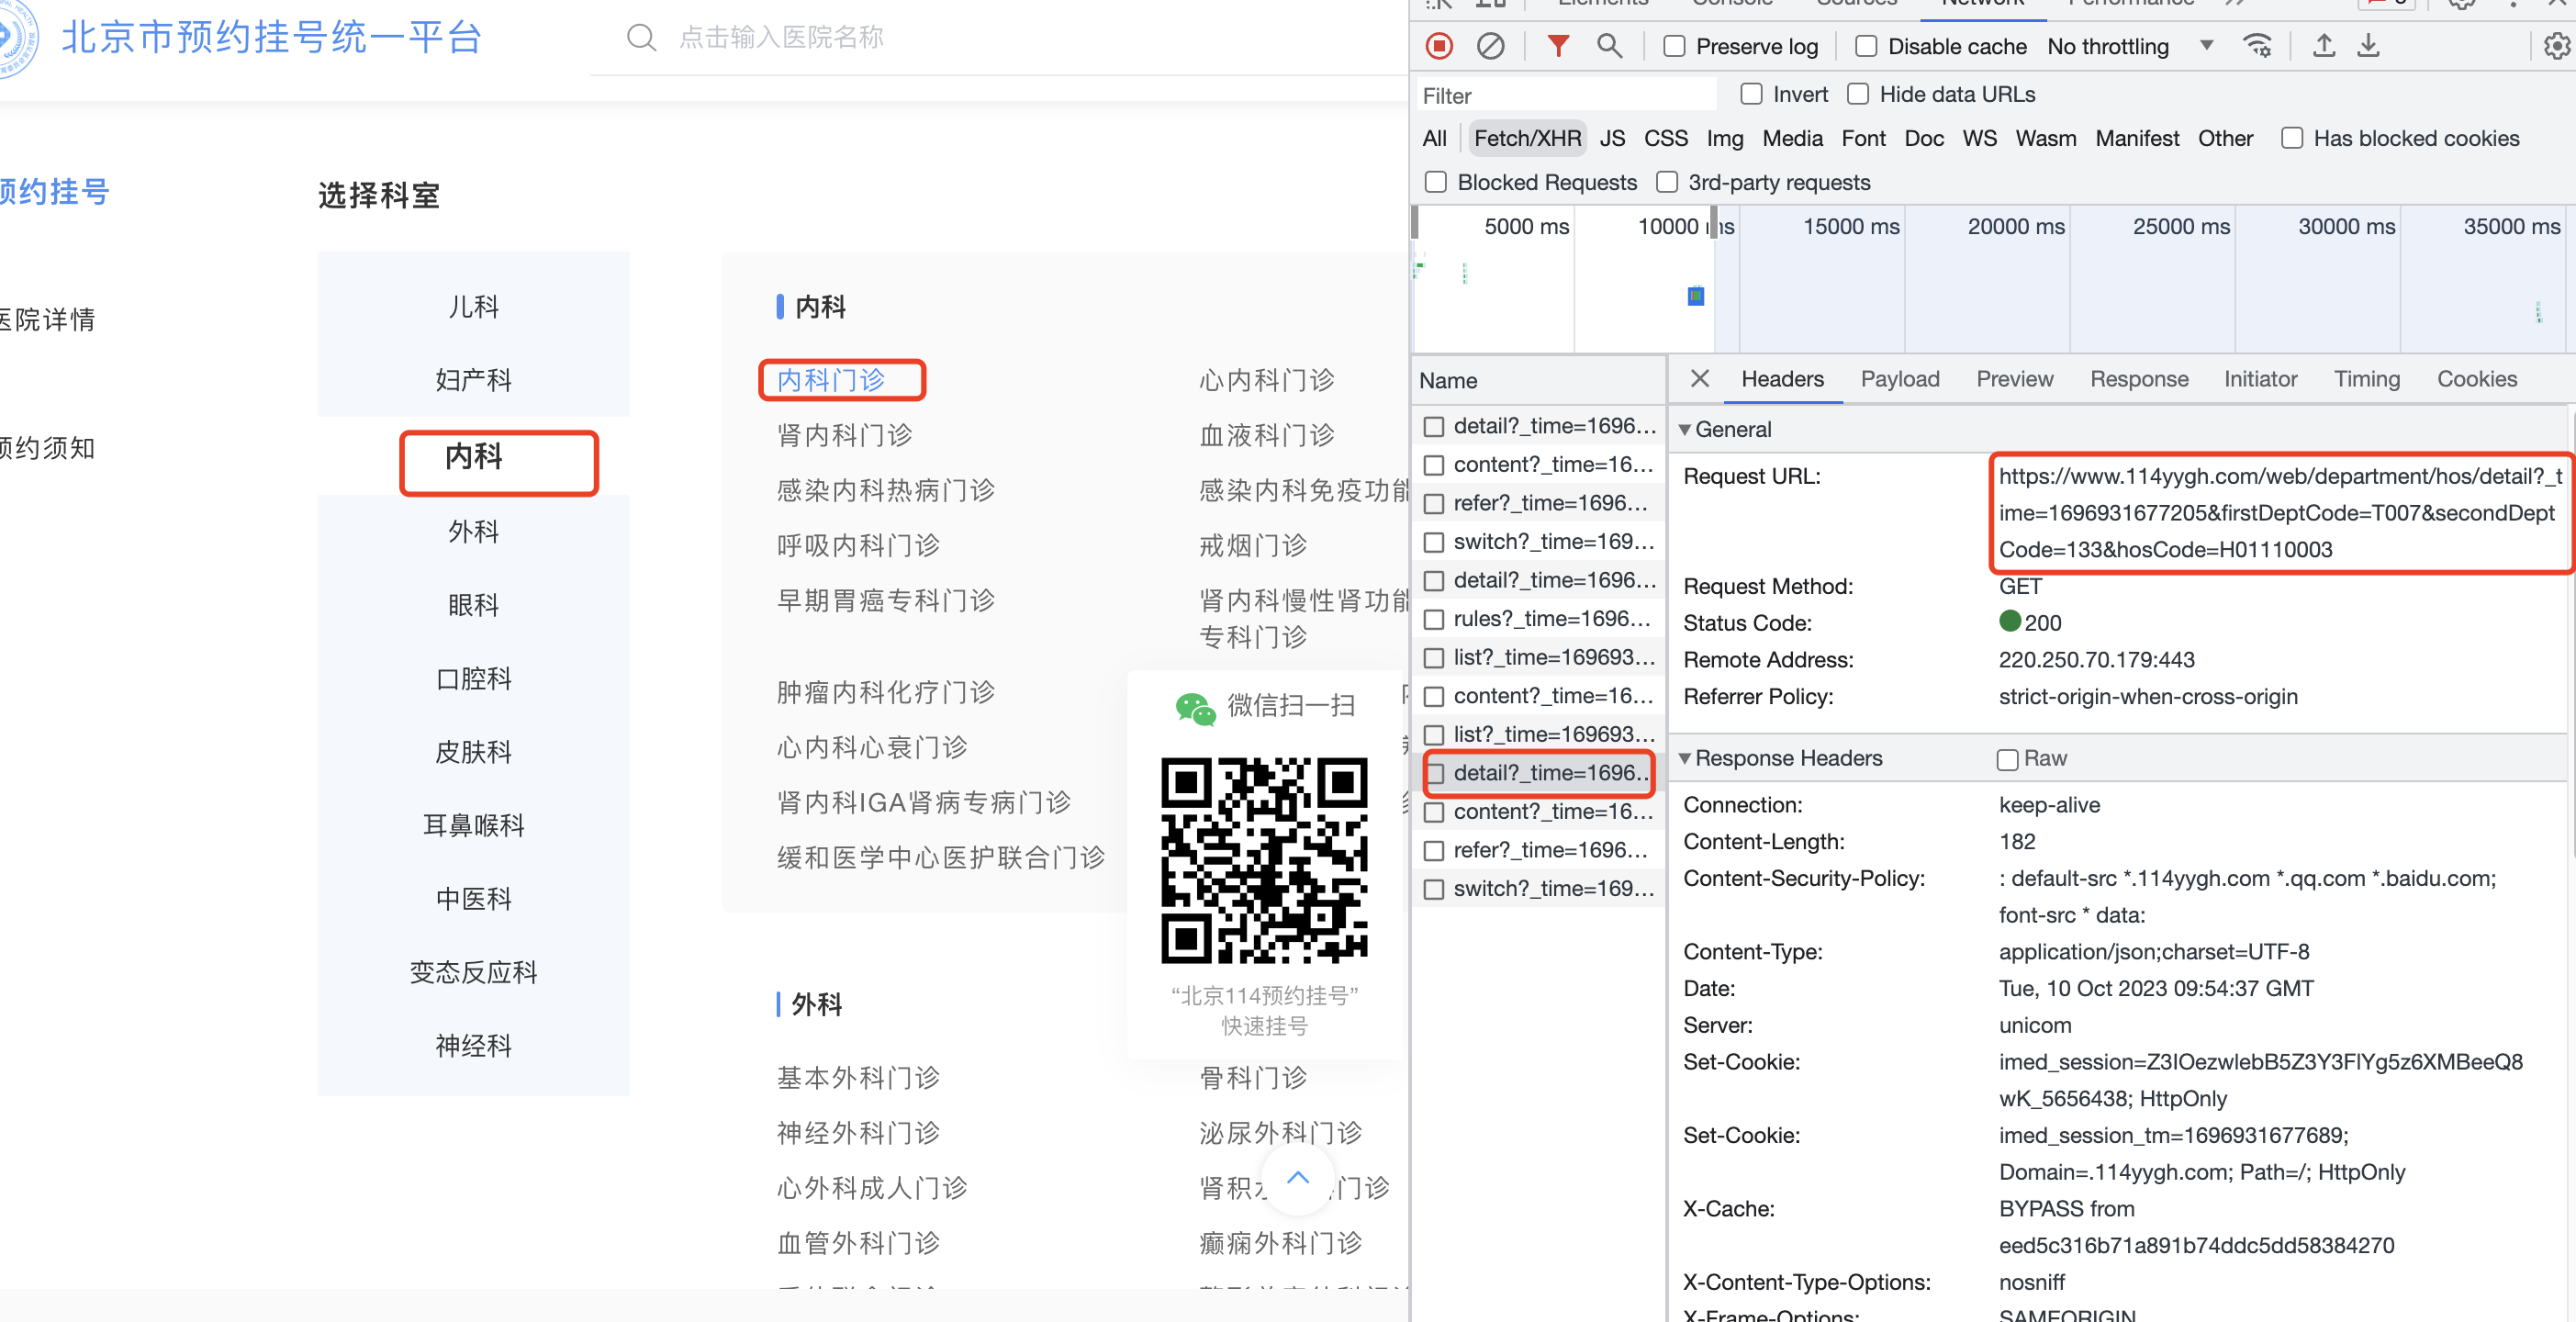 北京市预约挂号统一平台
点击输入医院名称
预约挂号
医院详情
预约须知
选择科室
儿科
妇产科
内科
外科
眼科
口腔科
皮肤科
耳鼻喉科
中医科
变态反应科
神经科
内科
内科门诊
心内科门诊
肾内科门诊
血液科门诊
感染内科热病门诊
感染内科免疫功能
呼吸内科门诊
戒烟门诊
早期胃癌专科门诊
肾内科慢性肾功能
专科门诊
肿瘤内科化疗门诊
心内科心衰门诊
肾内科IGA肾病专病门诊
缓和医学中心医护联合门诊
微信扫一扫
“北京114预约挂号”
快速挂号
外科
基本外科门诊
骨科门诊
神经外科门诊
泌尿外科门诊
心外科成人门诊
肾积水 门诊
血管外科门诊
癫痫外科门诊
Elements Console Sources Network Performance
Preserve log Disable cache No throttling
Filter Invert Hide data URLs
All Fetch/XHR JS CSS Img Media Font Doc WS Wasm Manifest Other Has blocked cookies
Blocked Requests 3rd-party requests
5000 ms 10000 ms 15000 ms 20000 ms 25000 ms 30000 ms 35000 ms
Name
detail?_time=1696...
content?_time=16...
refer?_time=1696...
switch?_time=169...
detail?_time=1696...
rules?_time=1696...
list?_time=169693...
content?_time=16...
list?_time=169693...
detail?_time=1696...
content?_time=16...
refer?_time=1696...
switch?_time=169...
Headers Payload Preview Response Initiator Timing Cookies
General
Request URL: https://www.114yygh.com/web/department/hos/detail?_t
ime=1696931677205&firstDeptCode=T007&secondDept
Code=133&hosCode=H01110003
Request Method: GET
Status Code: 200
Remote Address: 220.250.70.179:443
Referrer Policy: strict-origin-when-cross-origin
Response Headers Raw
Connection: keep-alive
Content-Length: 182
Content-Security-Policy: : default-src *.114yygh.com *.qq.com *.baidu.com;
font-src * data:
Content-Type: application/json;charset=UTF-8
Date: Tue, 10 Oct 2023 09:54:37 GMT
Server: unicom
Set-Cookie: imed_session=Z3IOezwlebB5Z3Y3FlYg5z6XMBeeQ8
wK_5656438; HttpOnly
Set-Cookie: imed_session_tm=1696931677689;
Domain=.114yygh.com; Path=/; HttpOnly
X-Cache: BYPASS from
eed5c316b71a891b74ddc5dd58384270
X-Content-Type-Options: nosniff
X-Frame-Options: SAMEORIGIN